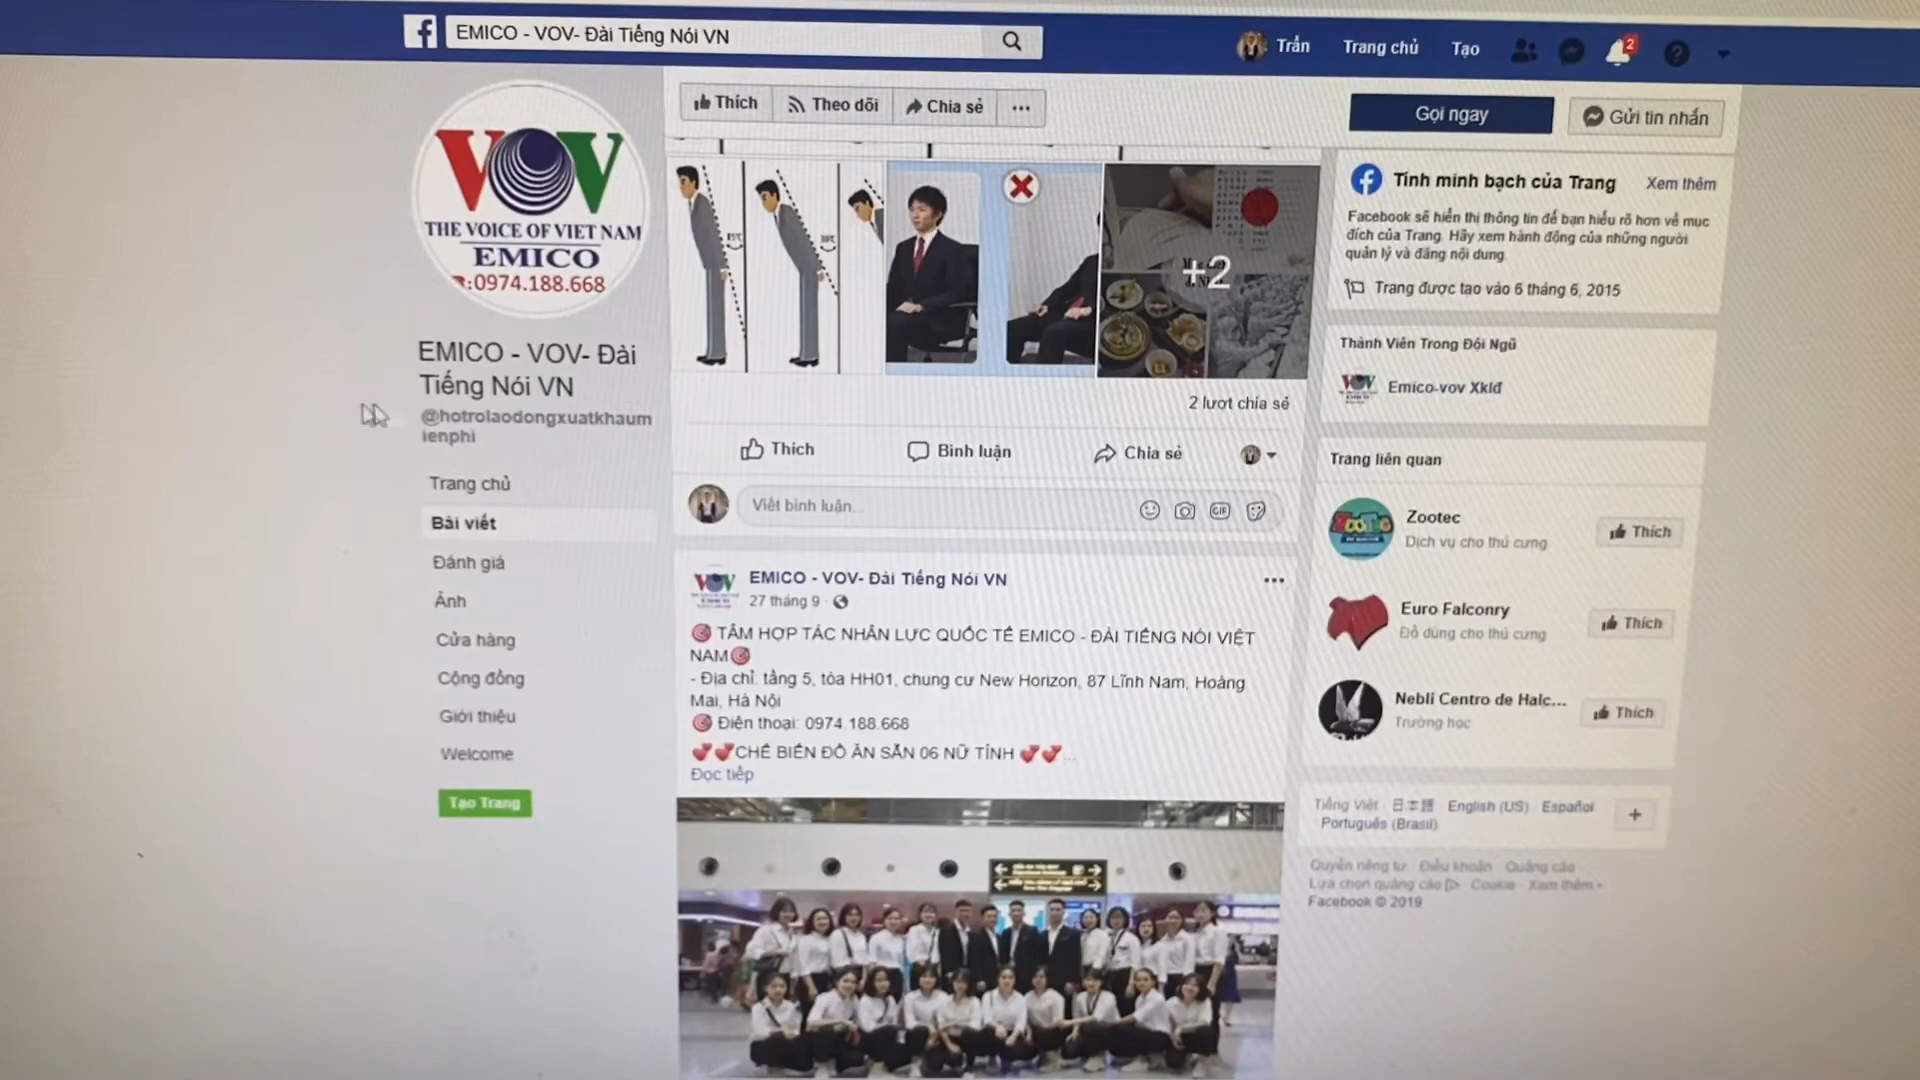 EMICO - VOV- Đài Tiếng Nói VN
Trần
Trang chủ
Tạo
2
VOV
THE VOICE OF VIET NAM
EMICO
:0974.188.668
EMICO - VOV- Đài
Tiếng Nói VN
@hotrolaodongxuatkhaum
ienphi
Trang chủ
Bài viết
Đánh giá
Ảnh
Cửa hàng
Cộng đồng
Giới thiệu
Welcome
Tạo Trang
Thích
Theo dõi
Chia sẻ
Gọi ngay
Gửi tin nhắn
+2
2 lượt chia sẻ
Thích
Bình luận
Chia sẻ
Viết bình luận...
GIF
EMICO - VOV- Đài Tiếng Nói VN
27 tháng 9
TÂM HỢP TÁC NHÂN LỰC QUỐC TẾ EMICO - ĐÀI TIẾNG NÓI VIỆT
NAM
- Địa chỉ: tầng 5, tòa HH01, chung cư New Horizon, 87 Lĩnh Nam, Hoàng
Mai, Hà Nội
Điện thoại: 0974.188.668
CHẾ BIẾN ĐỒ ĂN SẴN 06 NỮ TỈNH ...
Đọc tiếp
Tính minh bạch của Trang
Xem thêm
Facebook sẽ hiển thị thông tin để bạn hiểu rõ hơn về mục
đích của Trang. Hãy xem hành động của những người
quản lý và đăng nội dung.
Trang được tạo vào 6 tháng 6, 2015
Thành Viên Trong Đội Ngũ
VOV
Emico-vov Xklđ
Trang liên quan
Zootec
Dịch vụ cho thú cưng
Thích
Euro Falconry
Đồ dùng cho thú cưng
Thích
Nebli Centro de Halc...
Trường học
Thích
Tiếng Việt · 日本語 · English (US) · Español
· Português (Brasil)
Quyền riêng tư · Điều khoản · Quảng cáo
Lựa chọn quảng cáo · Cookie · Xem thêm
Facebook © 2019